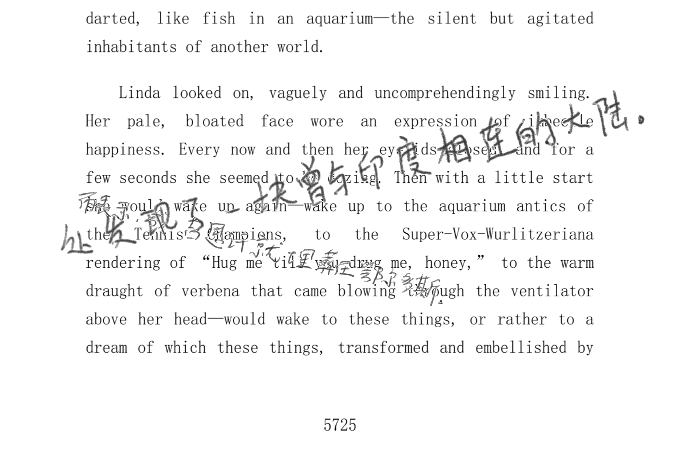 darted, like fish in an aquarium—the silent but agitated
inhabitants of another world.
Linda looked on, vaguely and uncomprehendingly smiling.
Her pale, bloated face wore an expression of imbecile
happiness. Every now and then her eyelids closed, and for a
few seconds she seemed to be dozing. Then with a little start
she would wake up again—wake up to the aquarium antics of
the Tennis Champions, to the Super-Vox-Wurlitzeriana
rendering of “Hug me till you drug me, honey,” to the warm
draught of verbena that came blowing through the ventilator
above her head—would wake to these things, or rather to a
dream of which these things, transformed and embellished by
处发现了一块曾与印度相连的大陆。
5725